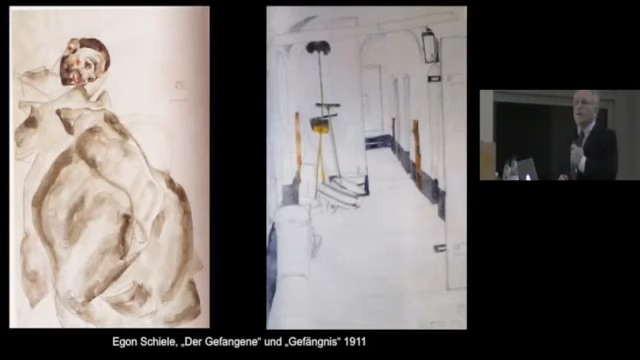 Egon Schiele, „Der Gefangene“ und „Gefängnis“ 1911